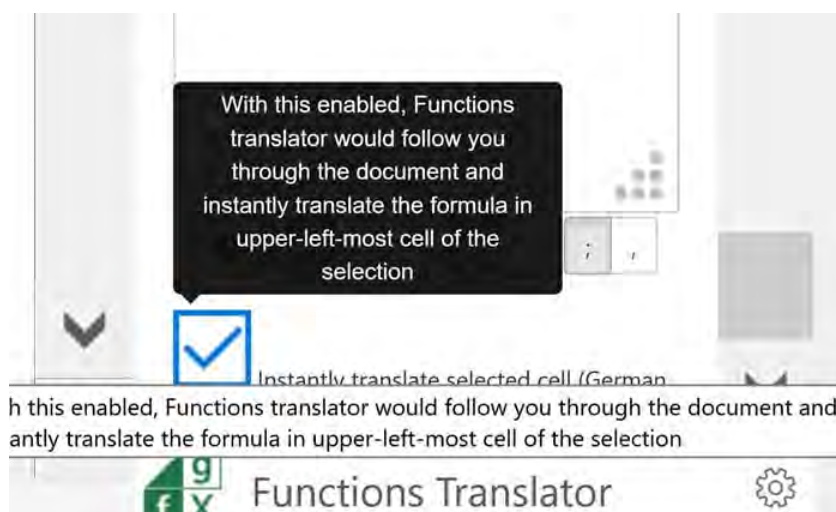 With this enabled, Functions
translator would follow you
through the document and
instantly translate the formula in
upper-left-most cell of the
selection
; ,
Instantly translate selected cell (German
h this enabled, Functions translator would follow you through the document and
antly translate the formula in upper-left-most cell of the selection
g
f X
Functions Translator